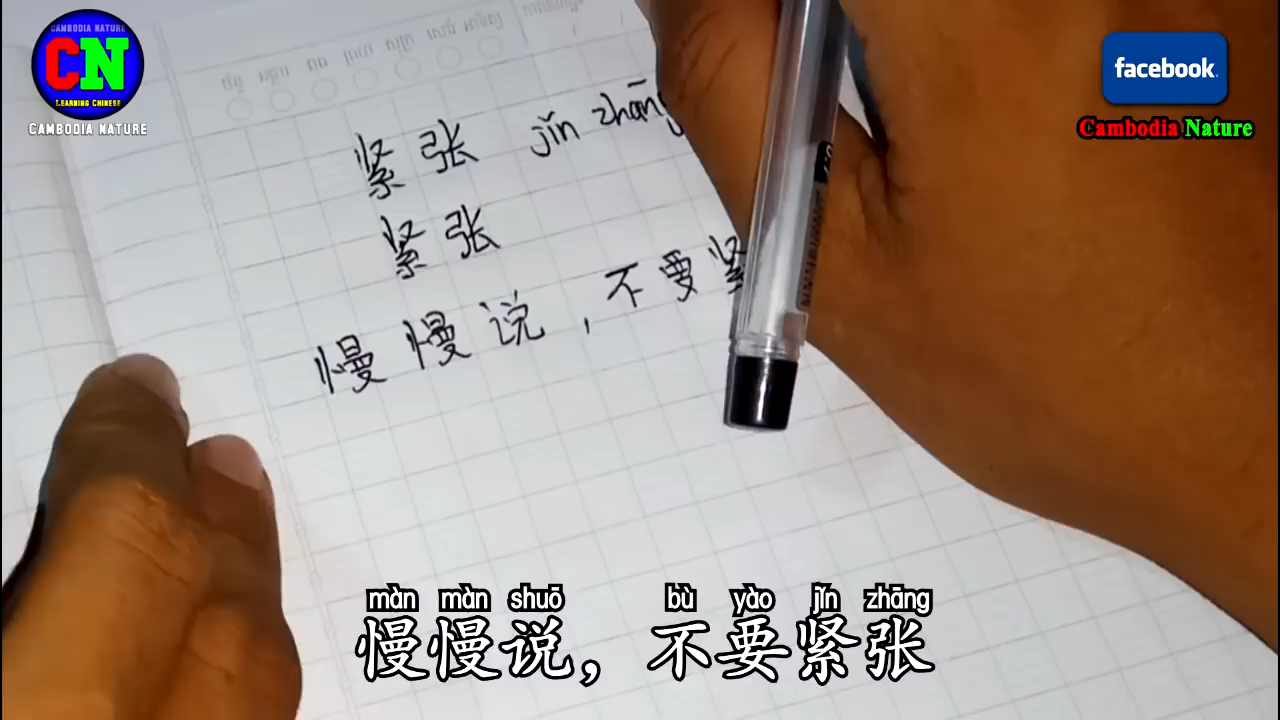 CAMBODIA NATURE
CN
LEARNING CHINESE
CAMBODIA NATURE
facebook
Cambodia Nature
紧张 jǐn zhāng
紧张
慢慢说，不要紧
màn màn shuō bù yào jǐn zhāng
慢慢说，不要紧张